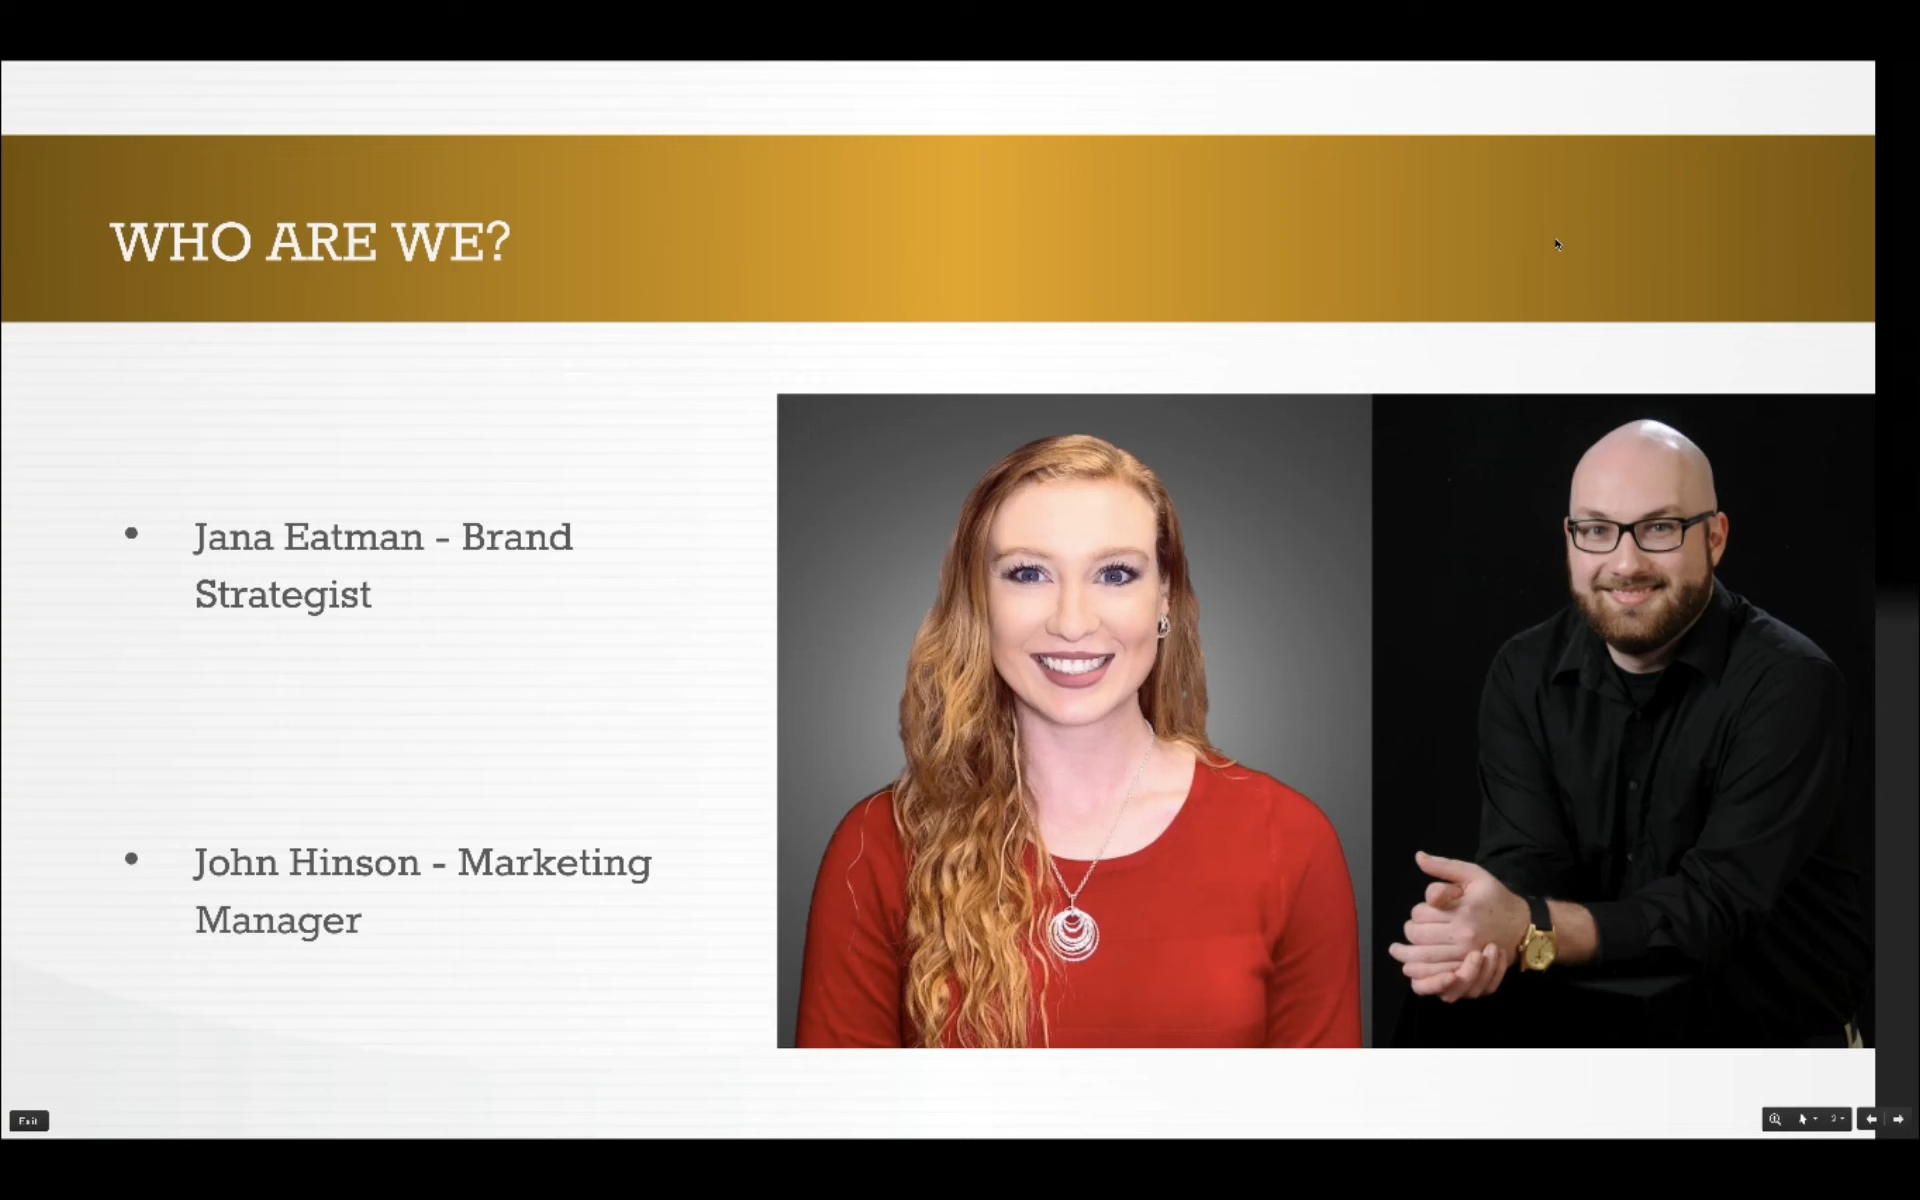 WHO ARE WE?
• Jana Eatman - Brand
Strategist
• John Hinson - Marketing
Manager
Exit